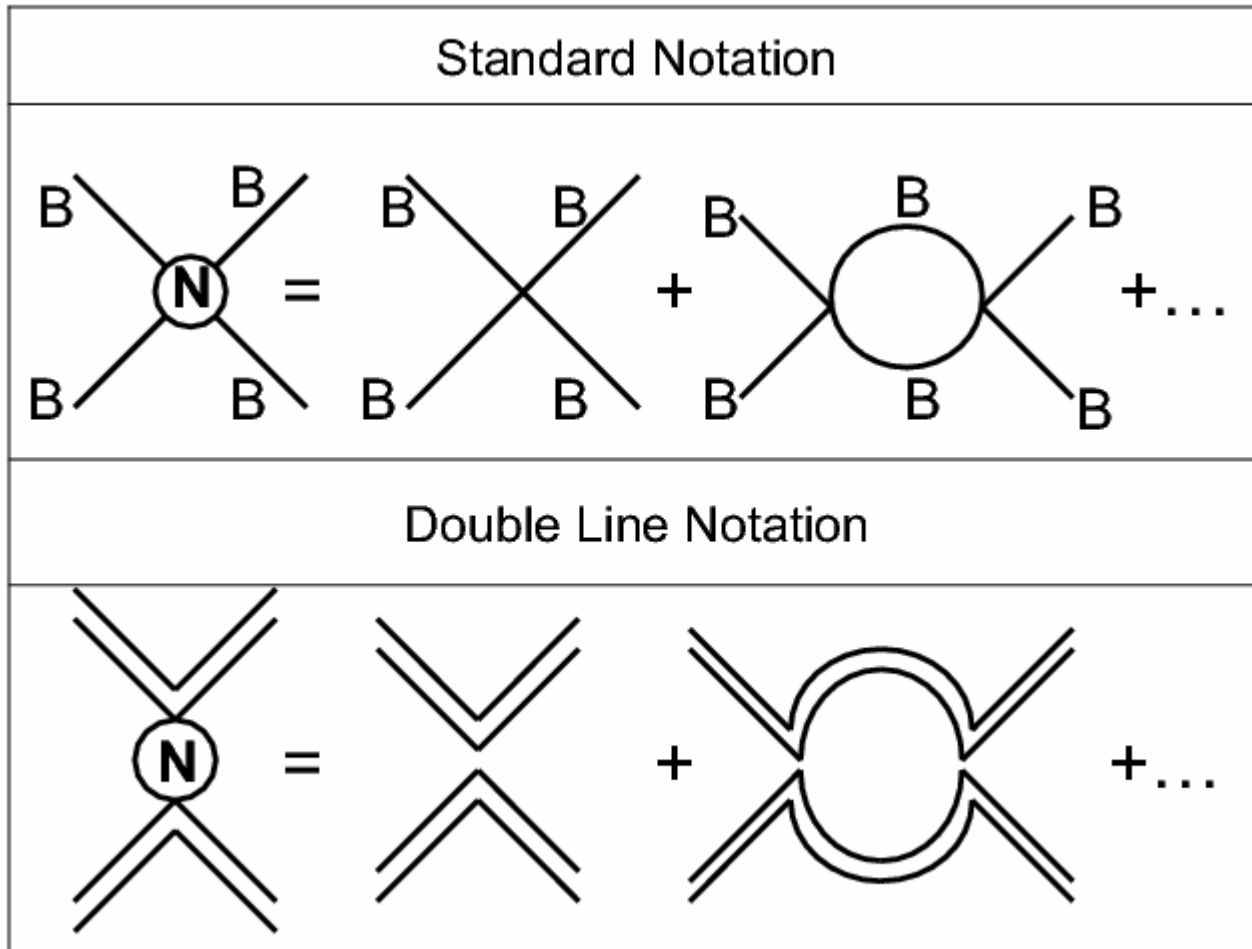 Standard Notation
B B B B B B B
N = + +...
B B B B B B B
Double Line Notation
N = + +...